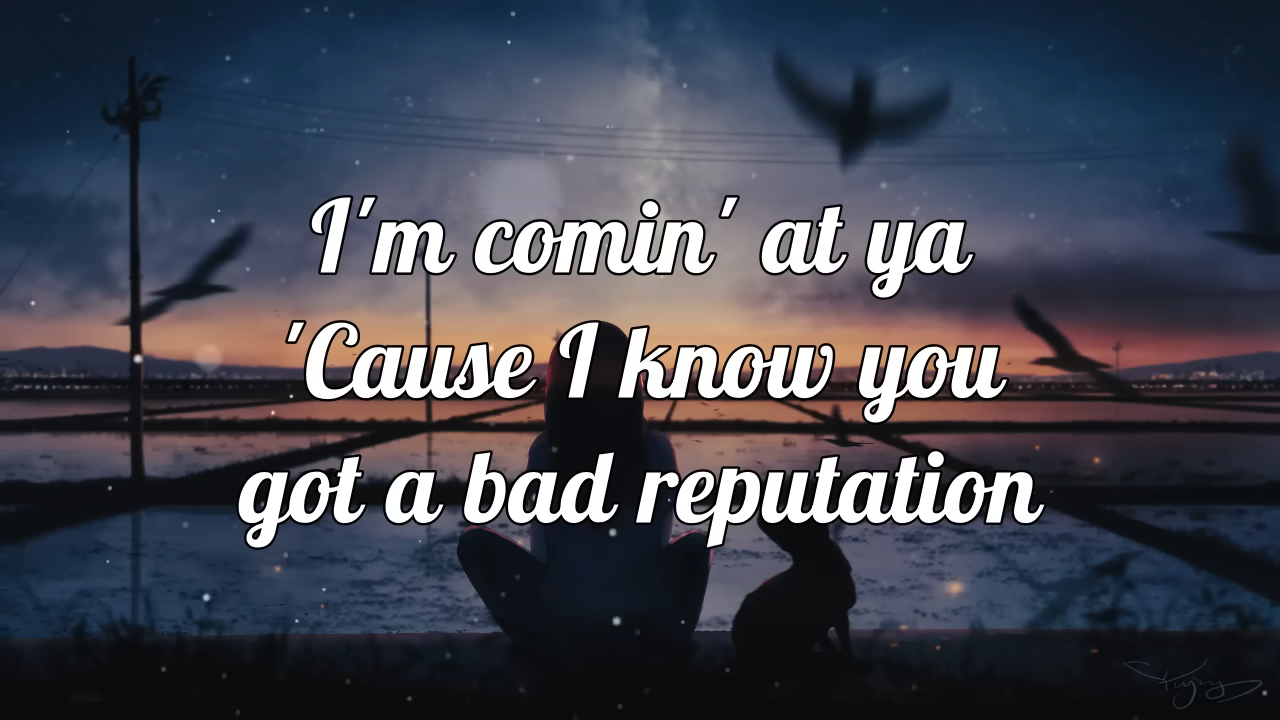 I'm comin' at ya
'Cause I know you
got a bad reputation